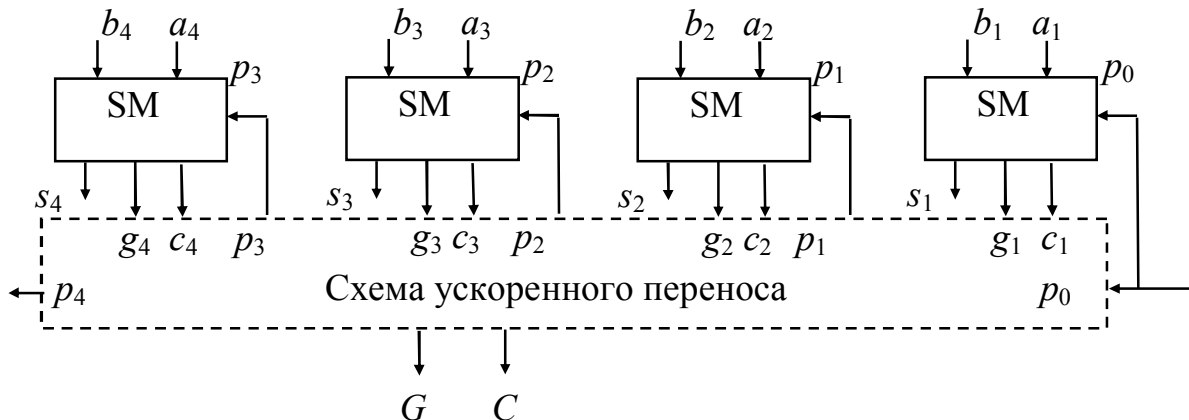 b4 a4 b3 a3 b2 a2 b1 a1
p3 p2 p1 p0
SM SM SM SM
s4 s3 s2 s1
g4 c4 p3 g3 c3 p2 g2 c2 p1 g1 c1
p4 Схема ускоренного переноса p0
G C